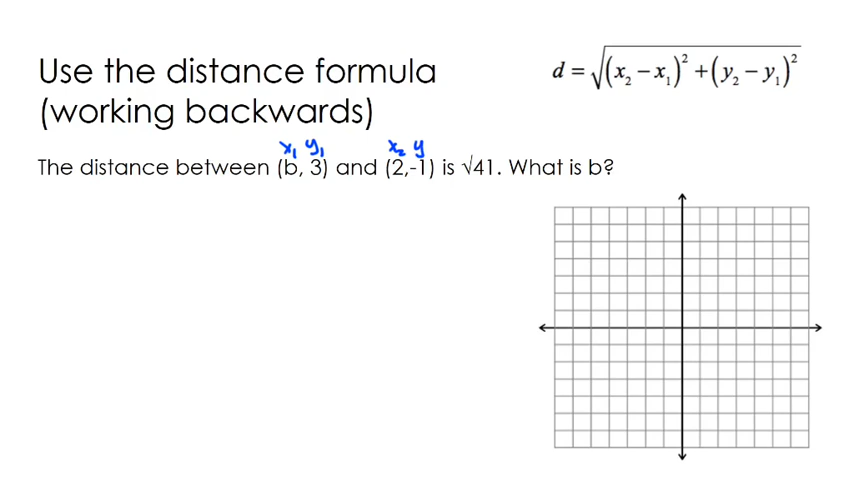 Use the distance formula
(working backwards)
d = √(x₂ − x₁)² + (y₂ − y₁)²
x₁ y₁ x₂ y
The distance between (b, 3) and (2,-1) is √41. What is b?